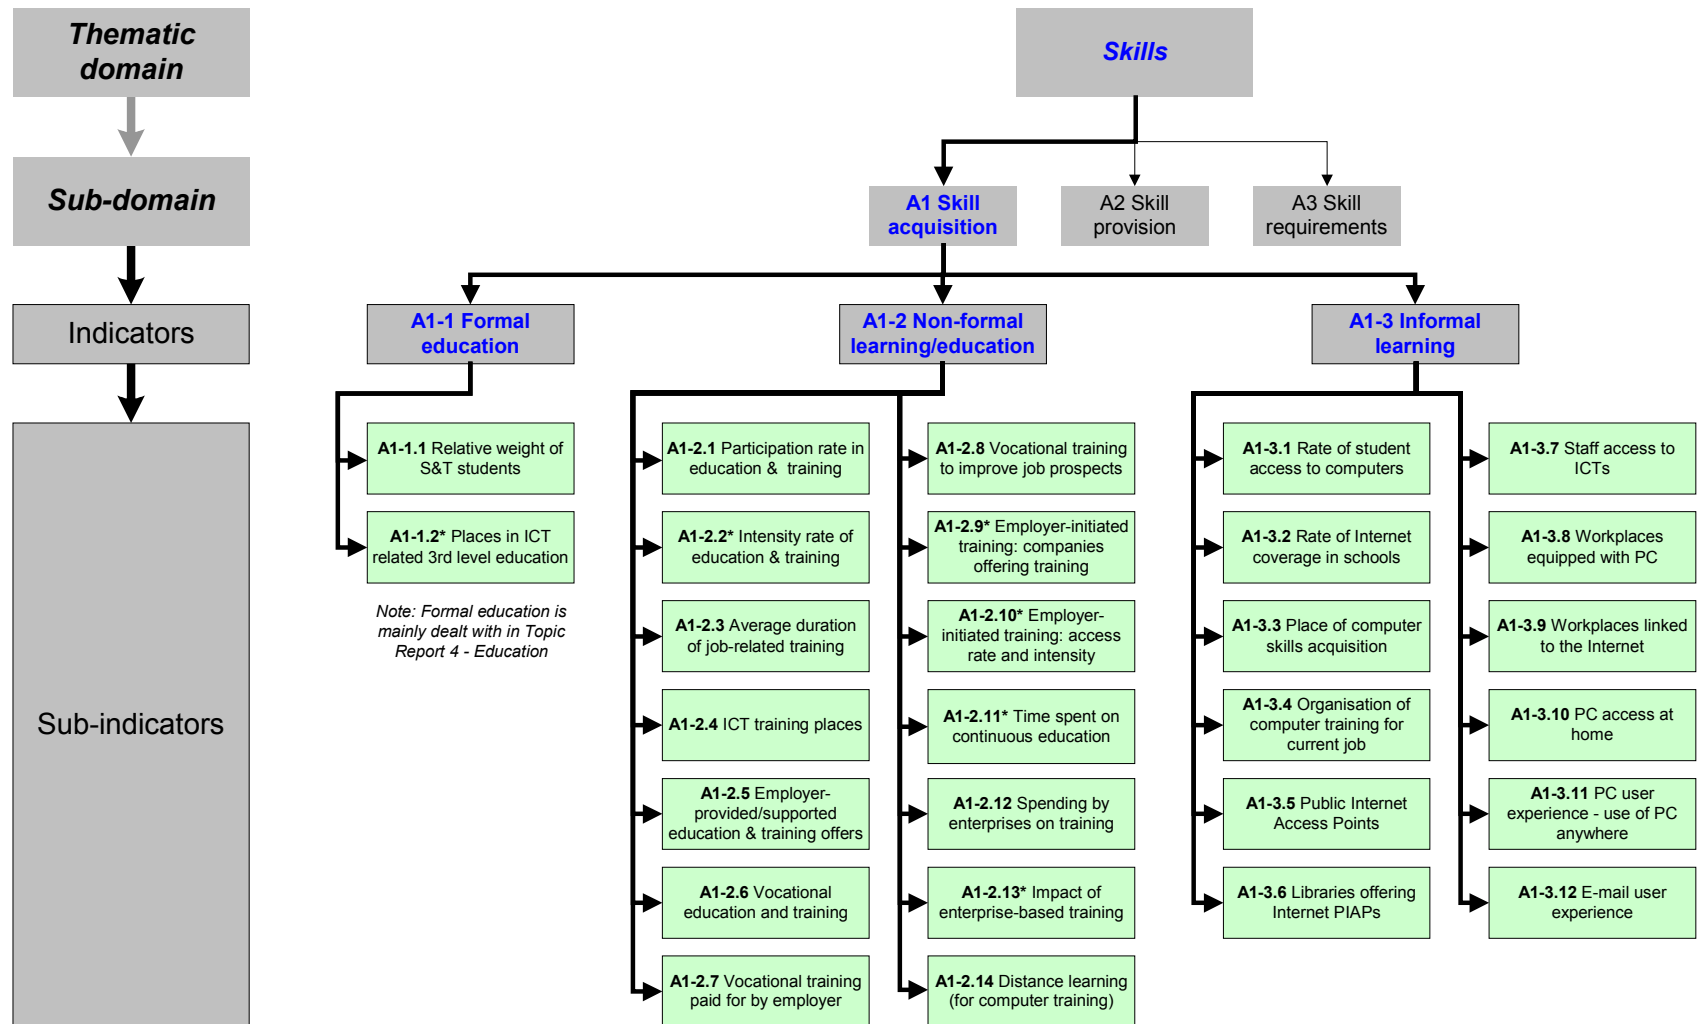 Thematic
domain
Skills
Sub-domain
A1 Skill
acquisition
A2 Skill
provision
A3 Skill
requirements
Indicators
A1-1 Formal
education
A1-2 Non-formal
learning/education
A1-3 Informal
learning
Sub-indicators
A1-1.1 Relative weight of
S&T students
A1-1.2* Places in ICT
related 3rd level education
Note: Formal education is
mainly dealt with in Topic
Report 4 - Education
A1-2.1 Participation rate in
education & training
A1-2.2* Intensity rate of
education & training
A1-2.3 Average duration
of job-related training
A1-2.4 ICT training places
A1-2.5 Employer-
provided/supported
education & training offers
A1-2.6 Vocational
education and training
A1-2.7 Vocational training
paid for by employer
A1-2.8 Vocational training
to improve job prospects
A1-2.9* Employer-initiated
training: companies
offering training
A1-2.10* Employer-
initiated training: access
rate and intensity
A1-2.11* Time spent on
continuous education
A1-2.12 Spending by
enterprises on training
A1-2.13* Impact of
enterprise-based training
A1-2.14 Distance learning
(for computer training)
A1-3.1 Rate of student
access to computers
A1-3.2 Rate of Internet
coverage in schools
A1-3.3 Place of computer
skills acquisition
A1-3.4 Organisation of
computer training for
current job
A1-3.5 Public Internet
Access Points
A1-3.6 Libraries offering
Internet PIAPs
A1-3.7 Staff access to
ICTs
A1-3.8 Workplaces
equipped with PC
A1-3.9 Workplaces linked
to the Internet
A1-3.10 PC access at
home
A1-3.11 PC user
experience - use of PC
anywhere
A1-3.12 E-mail user
experience